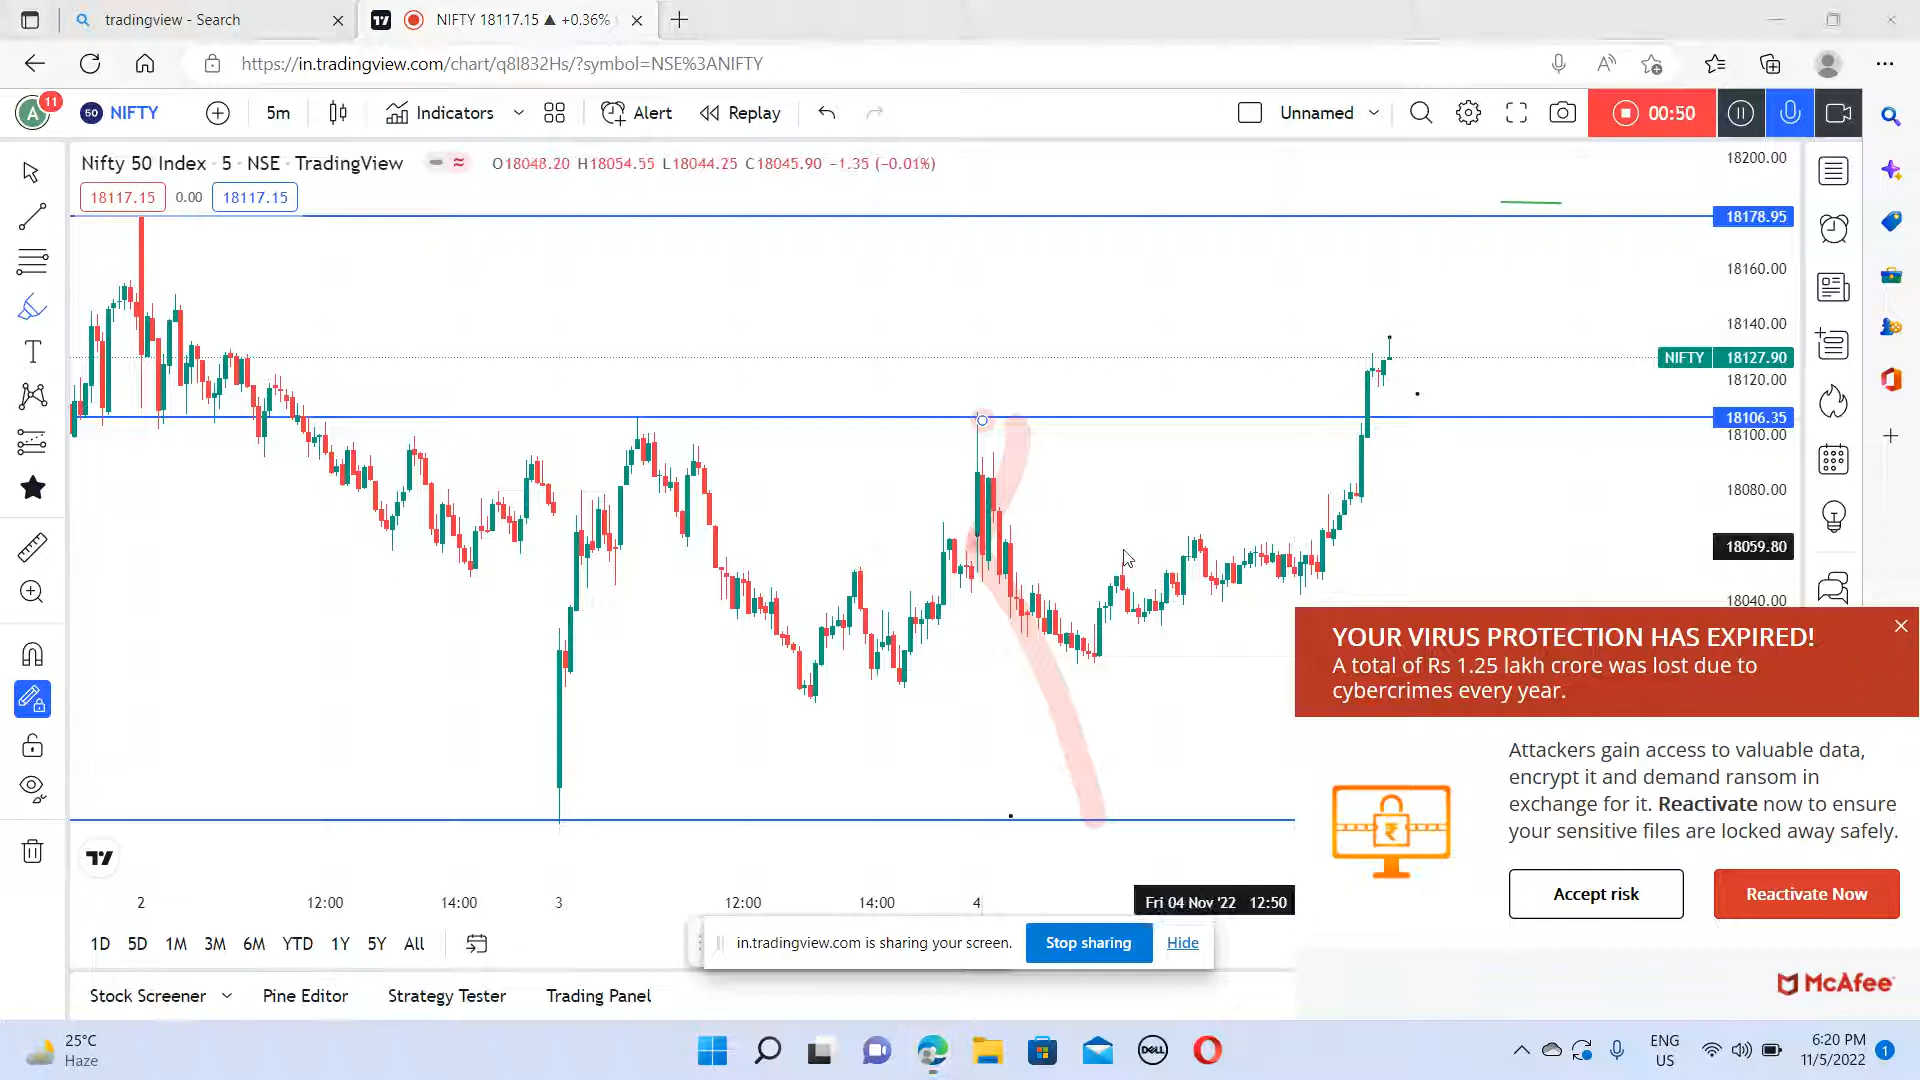 tradingview - Search
NIFTY 18117.15 ▲ +0.36%
https://in.tradingview.com/chart/q8I832Hs/?symbol=NSE%3ANIFTY
A 11
50 NIFTY
5m
Indicators
Alert
Replay
Unnamed
00:50
Nifty 50 Index · 5 · NSE · TradingView
O18048.20 H18054.55 L18044.25 C18045.90 −1.35 (−0.01%)
18117.15 0.00 18117.15
18200.00
18178.95
18160.00
18140.00
NIFTY 18127.90
18120.00
18106.35
18100.00
18080.00
18059.80
18040.00
YOUR VIRUS PROTECTION HAS EXPIRED!
A total of Rs 1.25 lakh crore was lost due to
cybercrimes every year.
Attackers gain access to valuable data,
encrypt it and demand ransom in
exchange for it. Reactivate now to ensure
your sensitive files are locked away safely.
Accept risk
Reactivate Now
McAfee
2 12:00 14:00 3 12:00 14:00 4
Fri 04 Nov '22 12:50
1D 5D 1M 3M 6M YTD 1Y 5Y All
in.tradingview.com is sharing your screen.
Stop sharing
Hide
Stock Screener
Pine Editor
Strategy Tester
Trading Panel
25°C
Haze
DELL
ENG
US
6:20 PM
11/5/2022
1